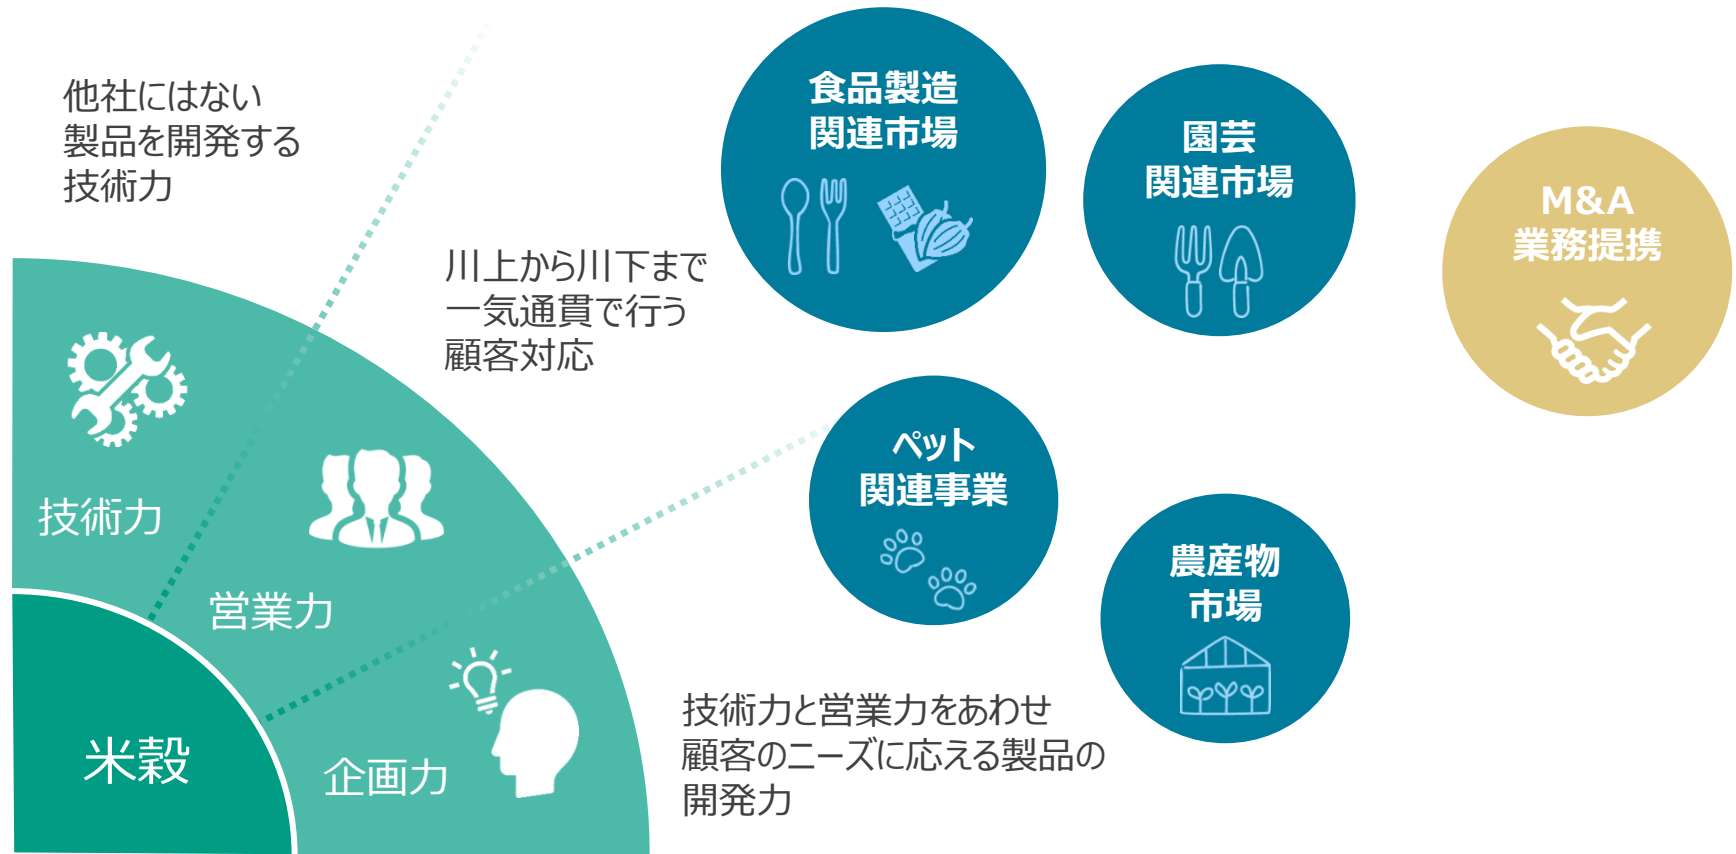 他社にはない
製品を開発する
技術力
川上から川下まで
一気通貫で行う
顧客対応
技術力と営業力をあわせ
顧客のニーズに応える製品の
開発力
技術力
営業力
企画力
米穀
食品製造
関連市場
園芸
関連市場
ペット
関連事業
農産物
市場
M&A
業務提携